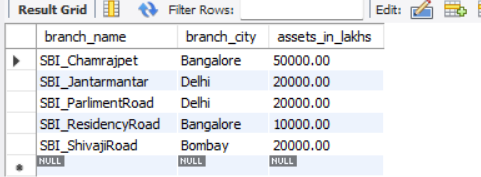 Result Grid Filter Rows: Edit:
branch_name branch_city assets_in_lakhs
SBI_Chamrajpet Bangalore 50000.00
SBI_Jantarmantar Delhi 20000.00
SBI_ParlimentRoad Delhi 20000.00
SBI_ResidencyRoad Bangalore 10000.00
SBI_ShivajiRoad Bombay 20000.00
NULL NULL NULL